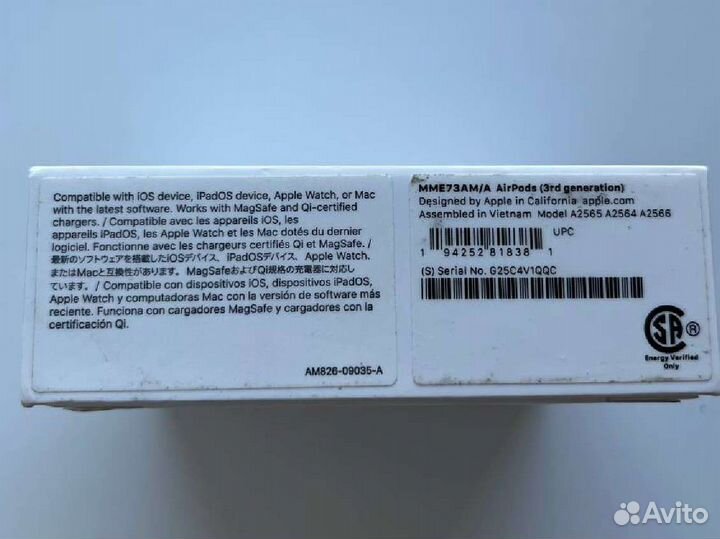 Compatible with iOS device, iPadOS device, Apple Watch, or Mac
with the latest software. Works with MagSafe and Qi-certified
chargers. / Compatible avec les appareils iOS, les
appareils iPadOS, les Apple Watch et les Mac dotés du dernier
logiciel. Fonctionne avec les chargeurs certifiés Qi et MagSafe. /
最新のソフトウェアを搭載したiOSデバイス、iPadOSデバイス、Apple Watch、
またはMacと互換性があります。MagSafeおよびQi規格の充電器に対応し
ています。/ Compatible con dispositivos iOS, dispositivos iPadOS,
Apple Watch y computadoras Mac con la versión de software más
reciente. Funciona con cargadores MagSafe y cargadores con la
certificación Qi.
AM826-09035-A
MME73AM/A AirPods (3rd generation)
Designed by Apple in California apple.com
Assembled in Vietnam Model A2565 A2564 A2566
UPC
1 94252 81838 1
(S) Serial No. G25C4V1QQC
SA
®
Energy Verified
Only
Avito